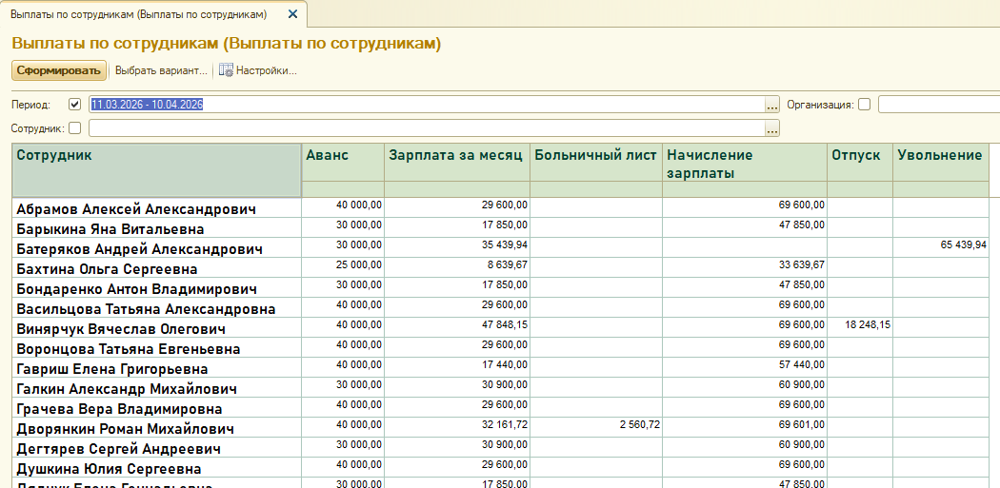 Выплаты по сотрудникам (Выплаты по сотрудникам)
Выплаты по сотрудникам (Выплаты по сотрудникам)
Сформировать Выбрать вариант... Настройки...
Период: 11.03.2026 - 10.04.2026 ... Организация:
Сотрудник: ...
Сотрудник Аванс Зарплата за месяц Больничный лист Начисление зарплаты Отпуск Увольнение
Абрамов Алексей Александрович 40 000,00 29 600,00 69 600,00
Барыкина Яна Витальевна 30 000,00 17 850,00 47 850,00
Батеряков Андрей Александрович 30 000,00 35 439,94 65 439,94
Бахтина Ольга Сергеевна 25 000,00 8 639,67 33 639,67
Бондаренко Антон Владимирович 30 000,00 17 850,00 47 850,00
Васильцова Татьяна Александровна 40 000,00 29 600,00 69 600,00
Винярчук Вячеслав Олегович 40 000,00 47 848,15 69 600,00 18 248,15
Воронцова Татьяна Евгеньевна 40 000,00 29 600,00 69 600,00
Гавриш Елена Григорьевна 40 000,00 17 440,00 57 440,00
Галкин Александр Михайлович 30 000,00 30 900,00 60 900,00
Грачева Вера Владимировна 40 000,00 29 600,00 69 600,00
Дворянкин Роман Михайлович 40 000,00 32 161,72 2 560,72 69 601,00
Дегтярев Сергей Андреевич 30 000,00 30 900,00 60 900,00
Душкина Юлия Сергеевна 40 000,00 29 600,00 69 600,00
Елена 30 000,00 17 850,00 47 850,00